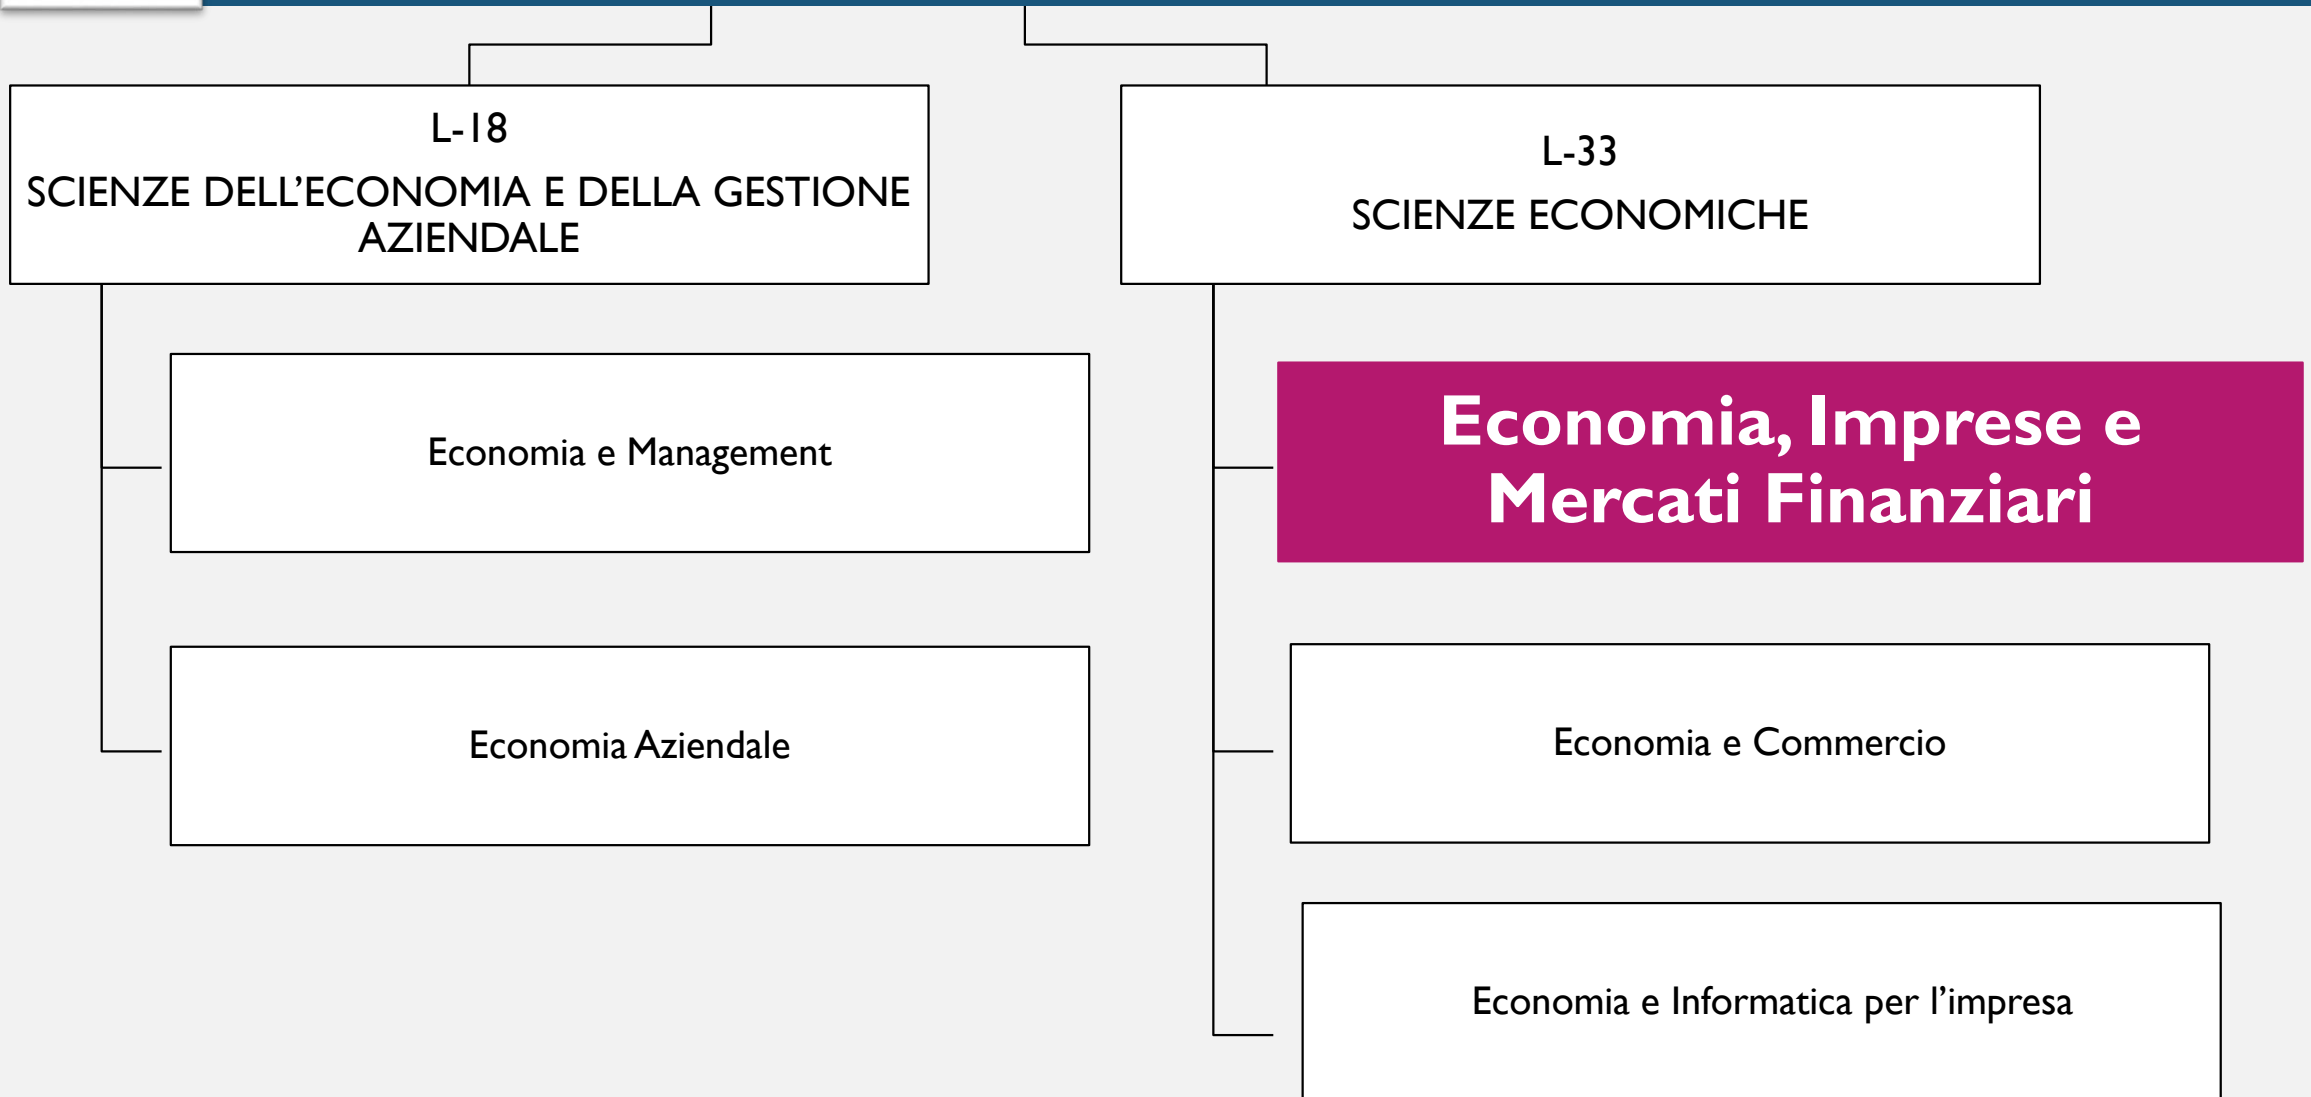 L-18
SCIENZE DELL’ECONOMIA E DELLA GESTIONE
AZIENDALE
Economia e Management
Economia Aziendale
L-33
SCIENZE ECONOMICHE
Economia, Imprese e
Mercati Finanziari
Economia e Commercio
Economia e Informatica per l’impresa